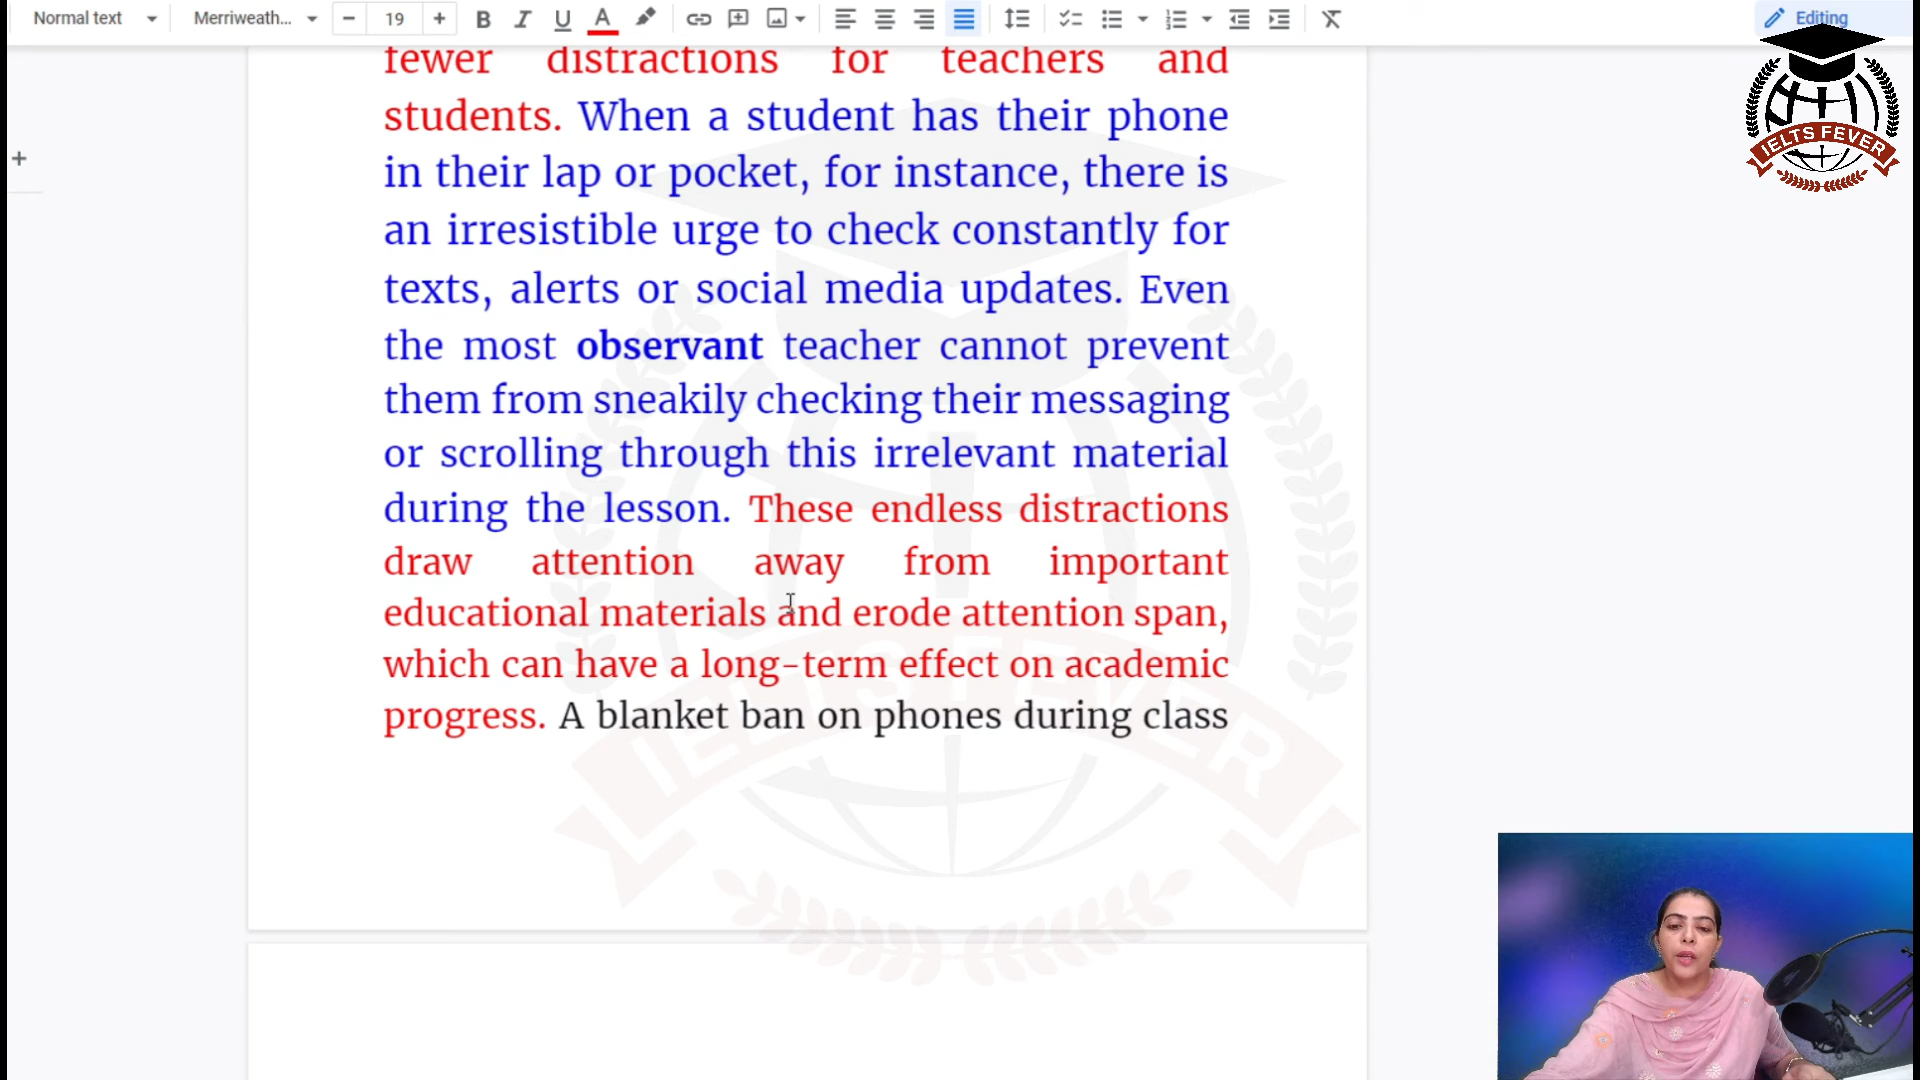 Normal text
Merriweath...
19
Editing
IELTS FEVER
fewer distractions for teachers and
students. When a student has their phone
in their lap or pocket, for instance, there is
an irresistible urge to check constantly for
texts, alerts or social media updates. Even
the most observant teacher cannot prevent
them from sneakily checking their messaging
or scrolling through this irrelevant material
during the lesson. These endless distractions
draw attention away from important
educational materials and erode attention span,
which can have a long-term effect on academic
progress. A blanket ban on phones during class
IELTS FEVER